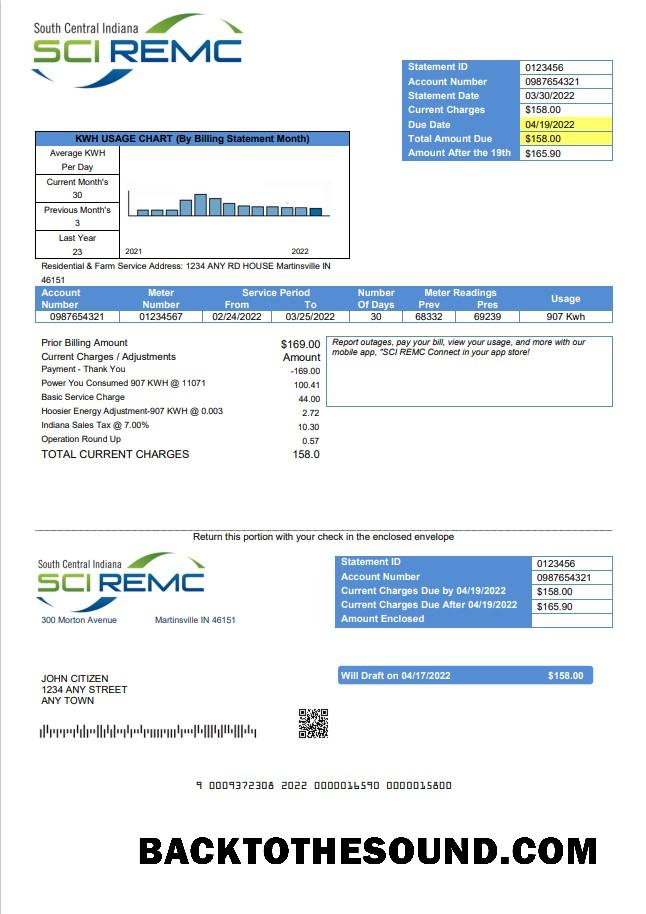 South Central Indiana
SCI REMC
Statement ID 0123456
Account Number 0987654321
Statement Date 03/30/2022
Current Charges $158.00
Due Date 04/19/2022
Total Amount Due $158.00
Amount After the 19th $165.90
KWH USAGE CHART (By Billing Statement Month)
Average KWH
Per Day
Current Month's
30
Previous Month's
3
Last Year
23
2021 2022
Residential & Farm Service Address: 1234 ANY RD HOUSE Martinsville IN
46151
Account Meter Service Period Number Meter Readings
Number Number From To Of Days Prev Pres Usage
0987654321 01234567 02/24/2022 03/25/2022 30 68332 69239 907 Kwh
Prior Billing Amount $169.00
Current Charges / Adjustments Amount
Payment - Thank You -169.00
Power You Consumed 907 KWH @ 11071 100.41
Basic Service Charge 44.00
Hoosier Energy Adjustment-907 KWH @ 0.003 2.72
Indiana Sales Tax @ 7.00% 10.30
Operation Round Up 0.57
TOTAL CURRENT CHARGES 158.0
Report outages, pay your bill, view your usage, and more with our
mobile app, "SCI REMC Connect in your app store!
Return this portion with your check in the enclosed envelope
South Central Indiana
SCI REMC
300 Morton Avenue Martinsville IN 46151
Statement ID 0123456
Account Number 0987654321
Current Charges Due by 04/19/2022 $158.00
Current Charges Due After 04/19/2022 $165.90
Amount Enclosed
Will Draft on 04/17/2022 $158.00
JOHN CITIZEN
1234 ANY STREET
ANY TOWN
9 0009372308 2022 0000016590 0000015800
BACKTOTHESOUND.COM